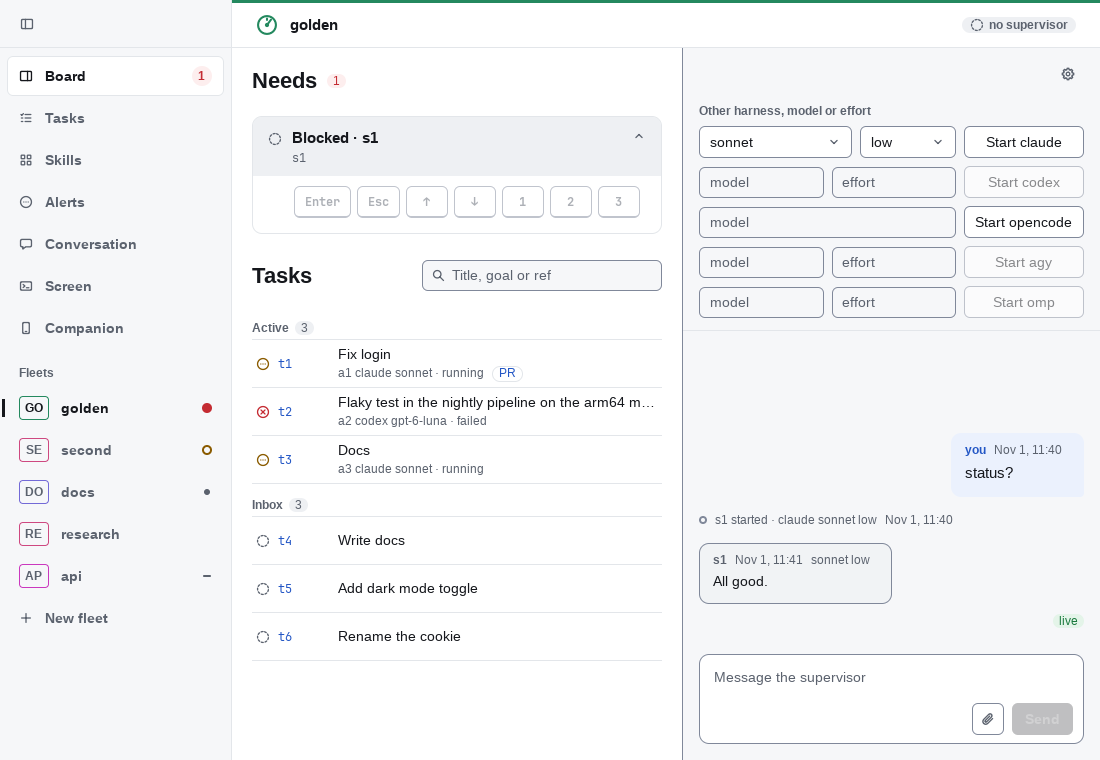 golden
no supervisor
Board 1
Tasks
Skills
Alerts
Conversation
Screen
Companion
Fleets
GO golden
SE second
DO docs
RE research
AP api
New fleet
Needs 1
Blocked · s1
s1
Enter Esc ↑ ↓ 1 2 3
Tasks
Title, goal or ref
Active 3
t1 Fix login
a1 claude sonnet · running PR
t2 Flaky test in the nightly pipeline on the arm64 m…
a2 codex gpt-6-luna · failed
t3 Docs
a3 claude sonnet · running
Inbox 3
t4 Write docs
t5 Add dark mode toggle
t6 Rename the cookie
Other harness, model or effort
sonnet low Start claude
model effort Start codex
model Start opencode
model effort Start agy
model effort Start omp
you Nov 1, 11:40
status?
s1 started · claude sonnet low Nov 1, 11:40
s1 Nov 1, 11:41 sonnet low
All good.
live
Message the supervisor
Send